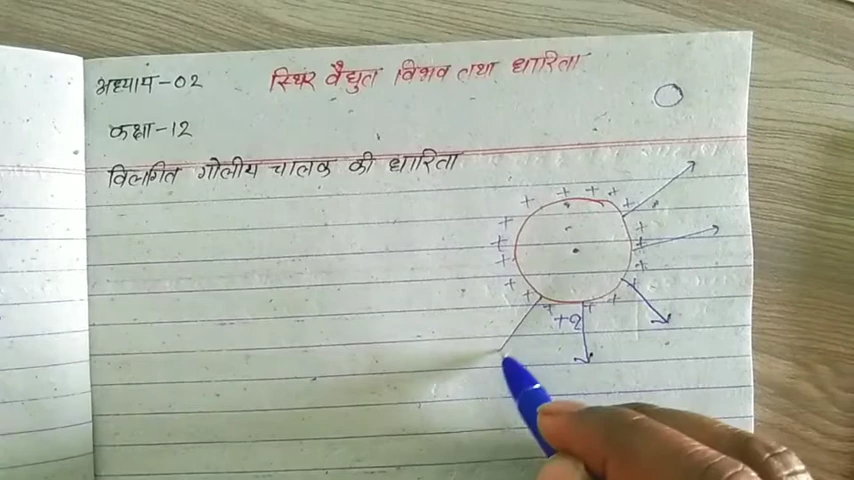 अध्याय-02 स्थिर वैद्युत विभव तथा धारिता
कक्षा-12
विलगित गोलीय चालक की धारिता
+ + + + + + + + + + + + + + + + + +
+q